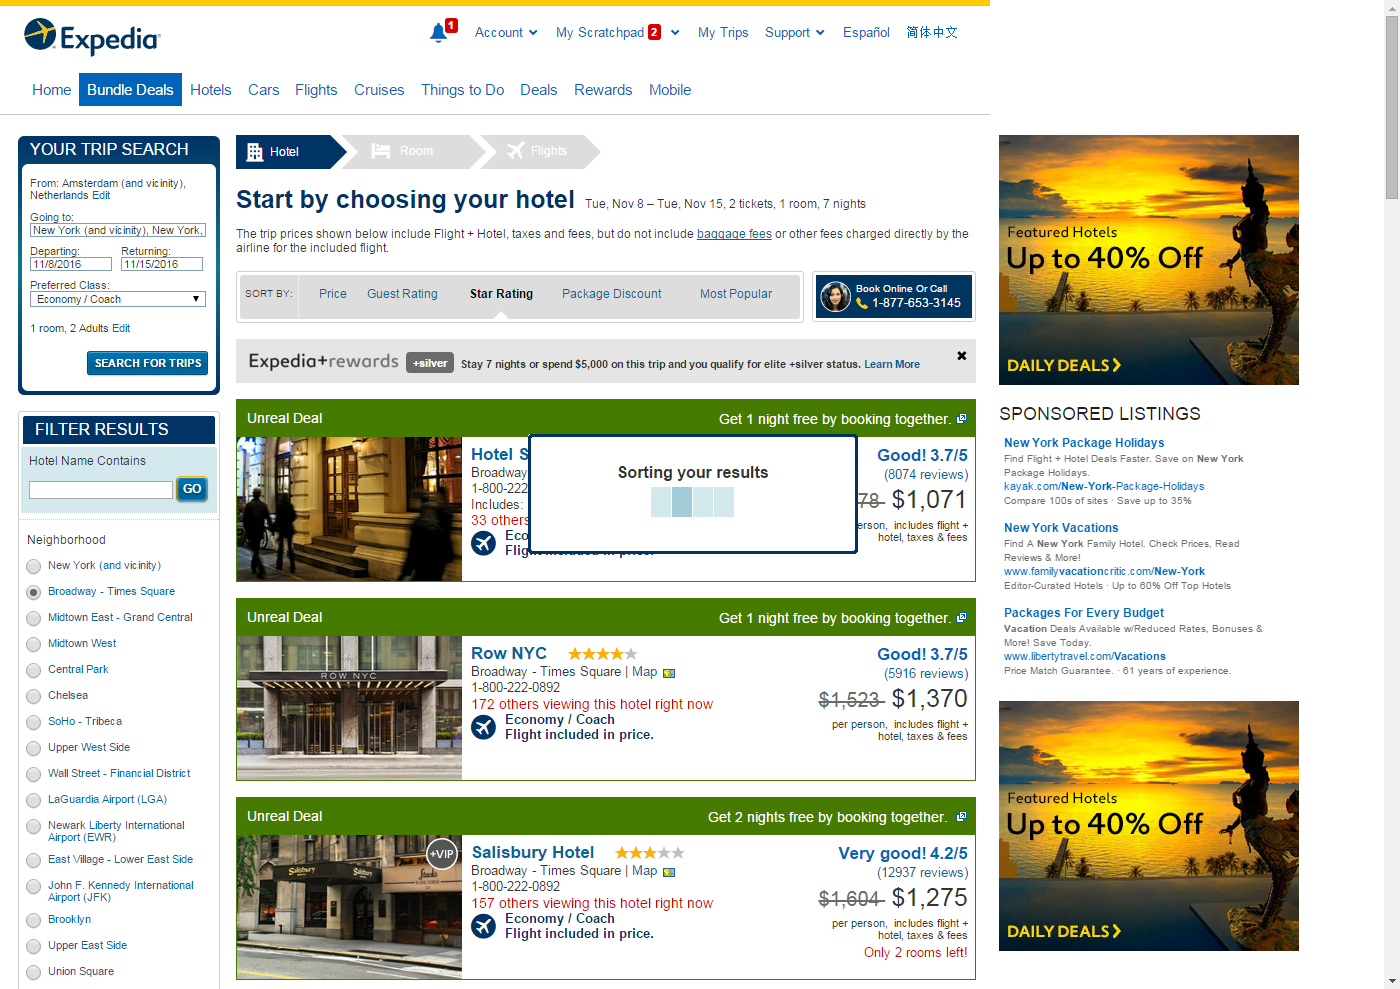 Expedia
1
Account
My Scratchpad 2
My Trips
Support
Español
简体中文
Home
Bundle Deals
Hotels
Cars
Flights
Cruises
Things to Do
Deals
Rewards
Mobile
YOUR TRIP SEARCH
From: Amsterdam (and vicinity),
Netherlands Edit
Going to:
New York (and vicinity), New York,
Departing:
Returning:
11/8/2016
11/15/2016
Preferred Class:
Economy / Coach
1 room, 2 Adults Edit
SEARCH FOR TRIPS
FILTER RESULTS
Hotel Name Contains
GO
Neighborhood
New York (and vicinity)
Broadway - Times Square
Midtown East - Grand Central
Midtown West
Central Park
Chelsea
SoHo - Tribeca
Upper West Side
Wall Street - Financial District
LaGuardia Airport (LGA)
Newark Liberty International
Airport (EWR)
East Village - Lower East Side
John F. Kennedy International
Airport (JFK)
Brooklyn
Upper East Side
Union Square
Hotel
Room
Flights
Start by choosing your hotel
Tue, Nov 8 – Tue, Nov 15, 2 tickets, 1 room, 7 nights
The trip prices shown below include Flight + Hotel, taxes and fees, but do not include baggage fees or other fees charged directly by the
airline for the included flight.
SORT BY:
Price
Guest Rating
Star Rating
Package Discount
Most Popular
Book Online Or Call
1-877-653-3145
Expedia+rewards
+silver
Stay 7 nights or spend $5,000 on this trip and you qualify for elite +silver status. Learn More
Unreal Deal
Get 1 night free by booking together.
Hotel S
Broadway
1-800-222
Includes:
33 others
Eco
Flight included in price.
Sorting your results
Good! 3.7/5
(8074 reviews)
78 $1,071
erson, includes flight +
hotel, taxes & fees
Unreal Deal
Get 1 night free by booking together.
ROW NYC
Row NYC
Broadway - Times Square | Map
1-800-222-0892
172 others viewing this hotel right now
Economy / Coach
Flight included in price.
Good! 3.7/5
(5916 reviews)
$1,523 $1,370
per person, includes flight +
hotel, taxes & fees
Unreal Deal
Get 2 nights free by booking together.
+VIP
Salisbury
Salisbury Hotel
Broadway - Times Square | Map
1-800-222-0892
157 others viewing this hotel right now
Economy / Coach
Flight included in price.
Very good! 4.2/5
(12937 reviews)
$1,604 $1,275
per person, includes flight +
hotel, taxes & fees
Only 2 rooms left!
Featured Hotels
Up to 40% Off
DAILY DEALS
SPONSORED LISTINGS
New York Package Holidays
Find Flight + Hotel Deals Faster. Save on New York
Package Holidays.
kayak.com/New-York-Package-Holidays
Compare 100s of sites · Save up to 35%
New York Vacations
Find A New York Family Hotel. Check Prices, Read
Reviews & More!
www.familyvacationcritic.com/New-York
Editor-Curated Hotels · Up to 60% Off Top Hotels
Packages For Every Budget
Vacation Deals Available w/Reduced Rates, Bonuses &
More! Save Today.
www.libertytravel.com/Vacations
Price Match Guarantee. · 61 years of experience.
Featured Hotels
Up to 40% Off
DAILY DEALS